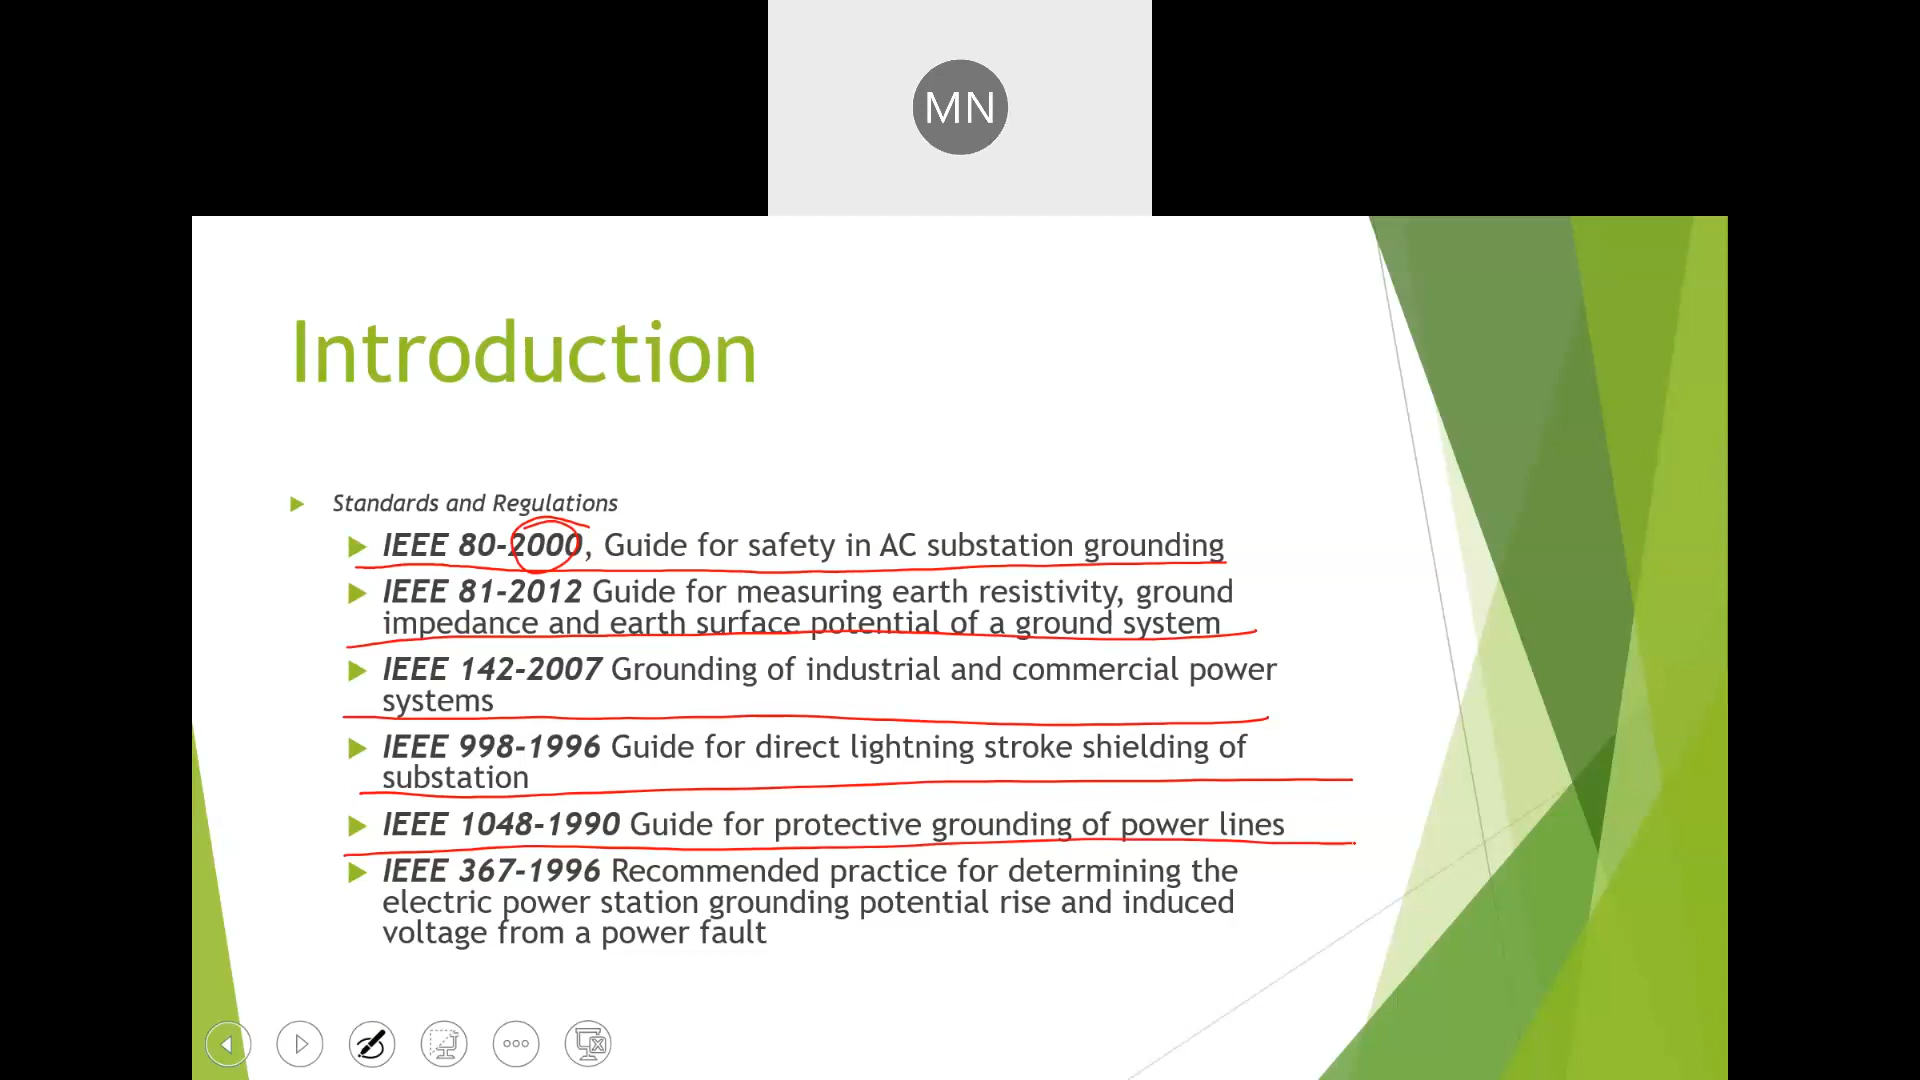 MN
Introduction
Standards and Regulations
IEEE 80-2000, Guide for safety in AC substation grounding
IEEE 81-2012 Guide for measuring earth resistivity, ground
impedance and earth surface potential of a ground system
IEEE 142-2007 Grounding of industrial and commercial power
systems
IEEE 998-1996 Guide for direct lightning stroke shielding of
substation
IEEE 1048-1990 Guide for protective grounding of power lines
IEEE 367-1996 Recommended practice for determining the
electric power station grounding potential rise and induced
voltage from a power fault